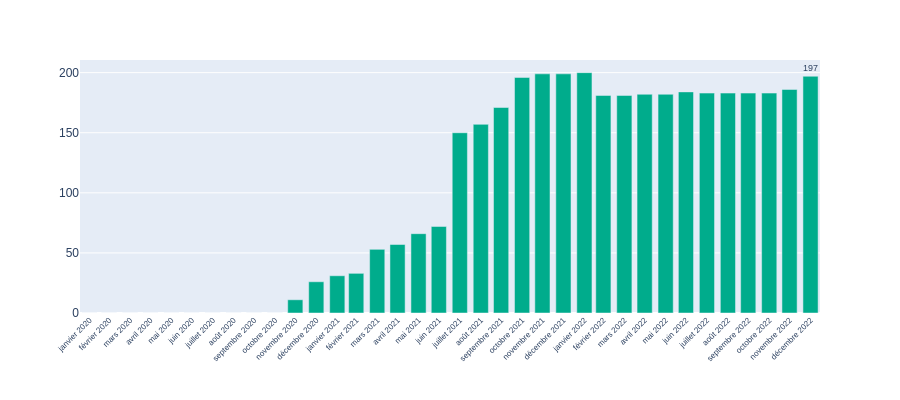 197
200
150
100
50
0
janvier 2020
février 2020
mars 2020
avril 2020
mai 2020
juin 2020
juillet 2020
août 2020
septembre 2020
octobre 2020
novembre 2020
décembre 2020
janvier 2021
février 2021
mars 2021
avril 2021
mai 2021
juin 2021
juillet 2021
août 2021
septembre 2021
octobre 2021
novembre 2021
décembre 2021
janvier 2022
février 2022
mars 2022
avril 2022
mai 2022
juin 2022
juillet 2022
août 2022
septembre 2022
octobre 2022
novembre 2022
décembre 2022